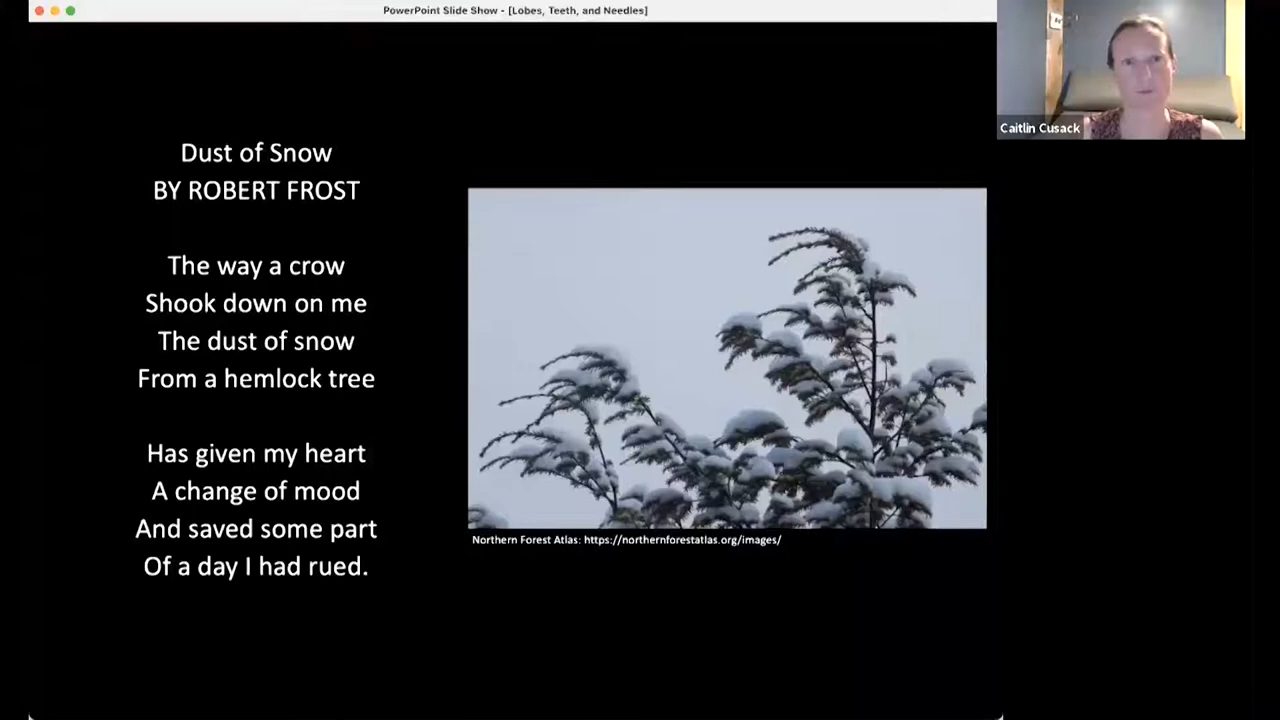 PowerPoint Slide Show - [Lobes, Teeth, and Needles]
Caitlin Cusack
Dust of Snow
BY ROBERT FROST
The way a crow
Shook down on me
The dust of snow
From a hemlock tree
Has given my heart
A change of mood
And saved some part
Of a day I had rued.
Northern Forest Atlas: https://northernforestatlas.org/images/